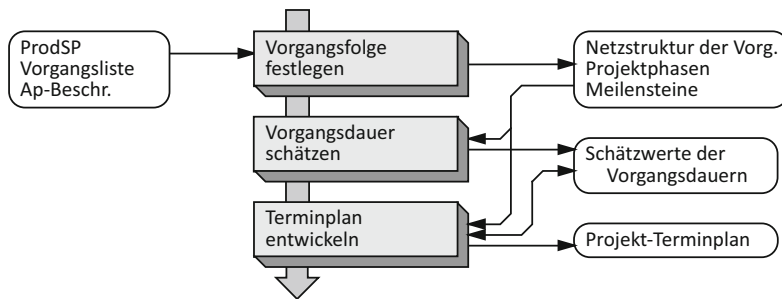 ProdSP
Vorgangsliste
Ap-Beschr.
Vorgangsfolge
festlegen
Netzstruktur der Vorg.
Projektphasen
Meilensteine
Vorgangsdauer
schätzen
Schätzwerte der
Vorgangsdauern
Terminplan
entwickeln
Projekt-Terminplan